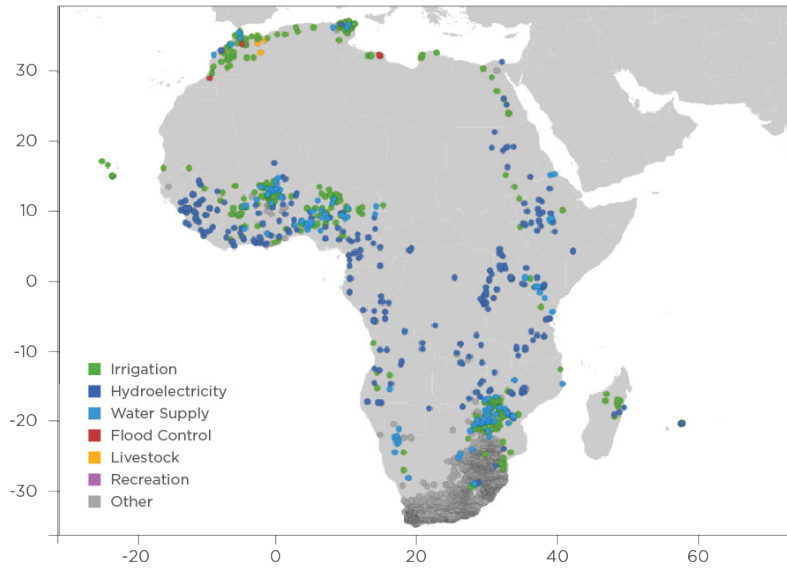 30
20
10
0
-10
-20
-30
Irrigation
Hydroelectricity
Water Supply
Flood Control
Livestock
Recreation
Other
-20
0
20
40
60